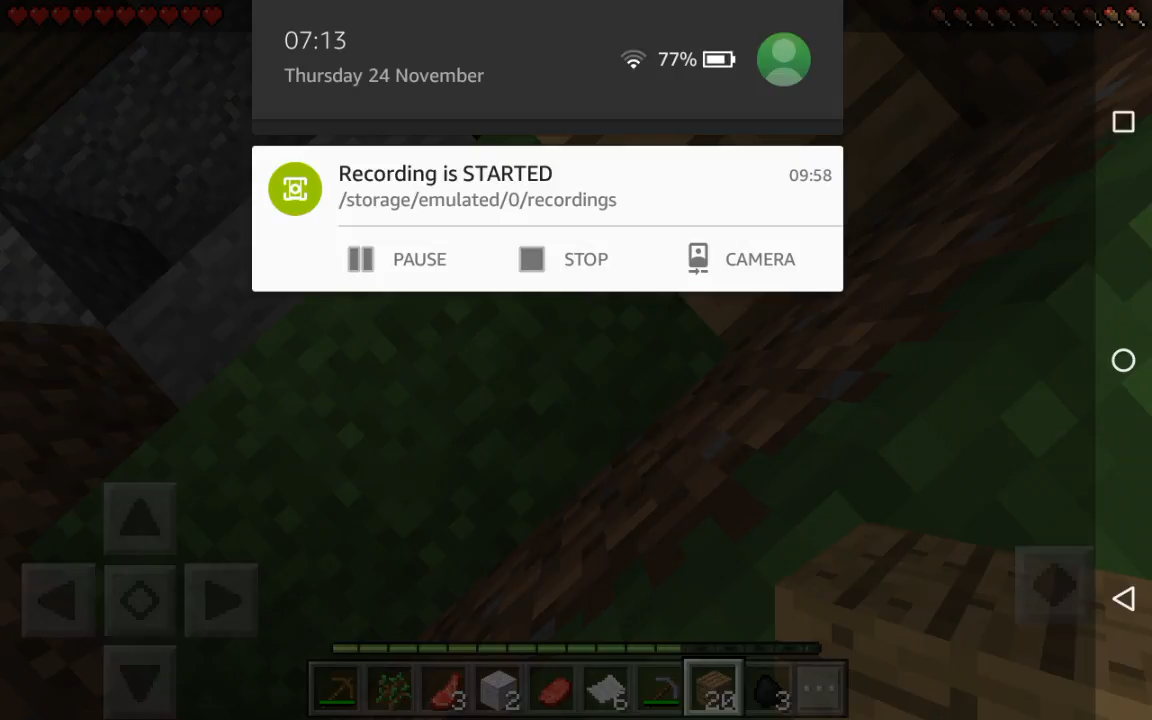 07:13
77%
Thursday 24 November
Recording is STARTED
09:58
/storage/emulated/0/recordings
PAUSE
STOP
CAMERA
3
2
6
20
3